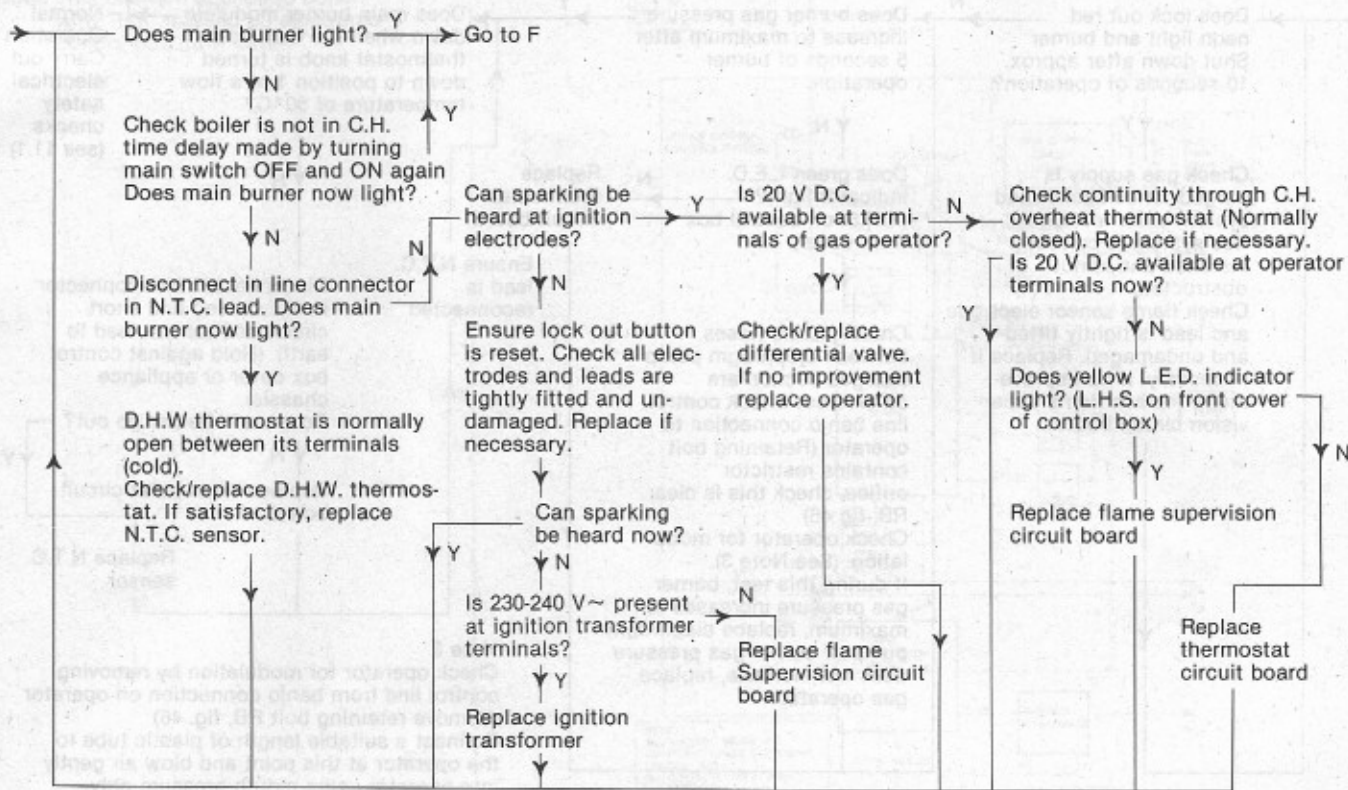 Does main burner light?
Y
Go to F
N
Y
Check boiler is not in C.H.
time delay made by turning
main switch OFF and ON again
Does main burner now light?
N
Disconnect in line connector
in N.T.C. lead. Does main
burner now light?
N
Y
D.H.W. thermostat is normally
open between its terminals
(cold).
Check/replace D.H.W. thermos-
tat. If satisfactory, replace
N.T.C. sensor.
Can sparking be
heard at ignition
electrodes?
Y
N
Ensure lock out button
is reset. Check all elec-
trodes and leads are
tightly fitted and un-
damaged. Replace if
necessary.
Can sparking
be heard now?
Y
N
Is 230-240 V~ present
at ignition transformer
terminals?
N
Y
Replace ignition
transformer
Replace flame
Supervision circuit
board
Is 20 V D.C.
available at termi-
nals of gas operator?
N
Y
Check/replace
differential valve.
If no improvement
replace operator.
Check continuity through C.H.
overheat thermostat (Normally
closed). Replace if necessary.
Is 20 V D.C. available at operator
terminals now?
Y
N
Does yellow L.E.D. indicator
light? (L.H.S. on front cover
of control box)
N
Y
Replace flame supervision
circuit board
Replace
thermostat
circuit board